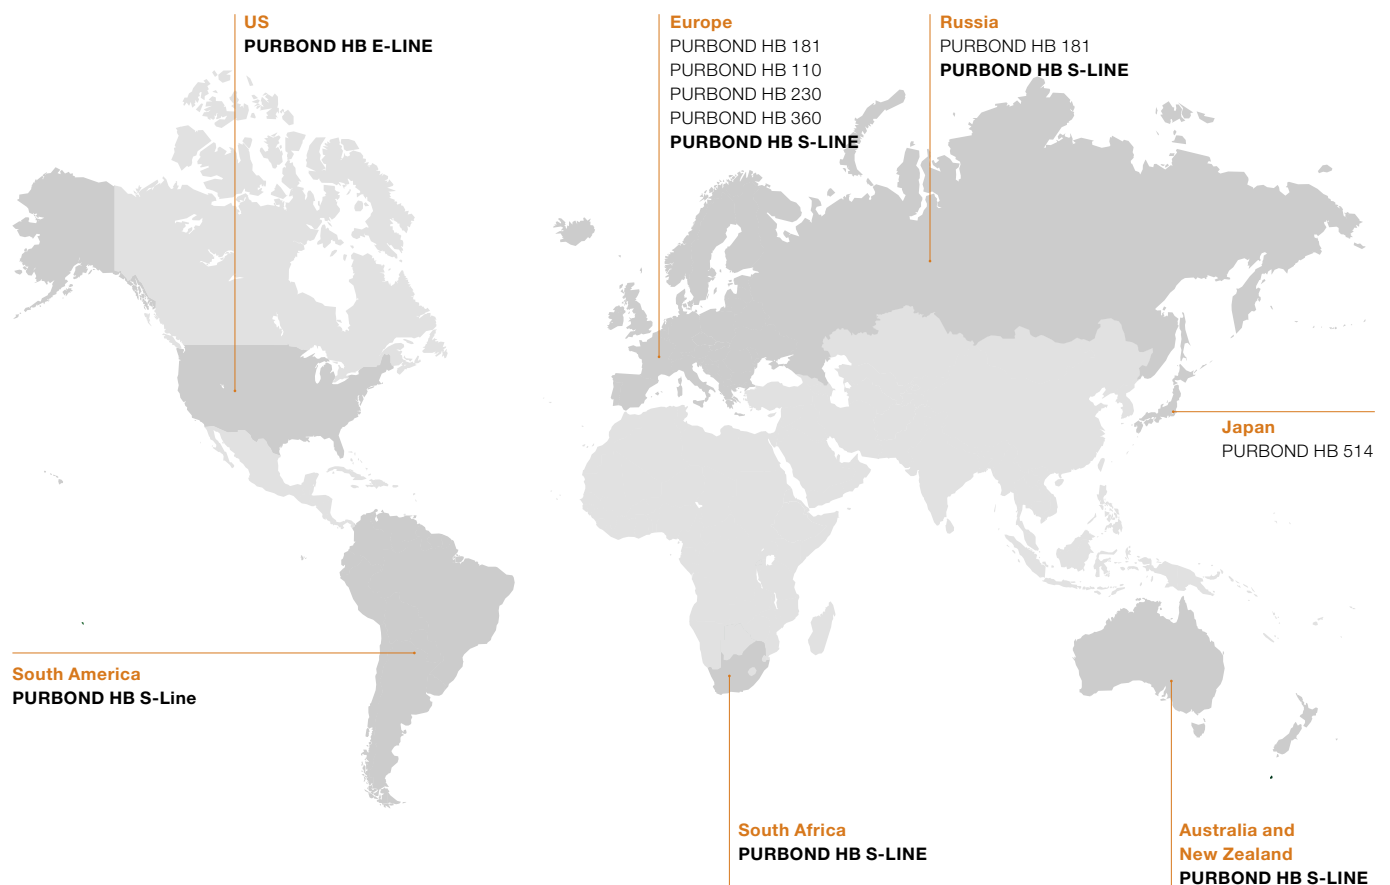 US
PURBOND HB E-LINE
Europe
PURBOND HB 181
PURBOND HB 110
PURBOND HB 230
PURBOND HB 360
PURBOND HB S-LINE
Russia
PURBOND HB 181
PURBOND HB S-LINE
Japan
PURBOND HB 514
South America
PURBOND HB S-Line
South Africa
PURBOND HB S-LINE
Australia and
New Zealand
PURBOND HB S-LINE